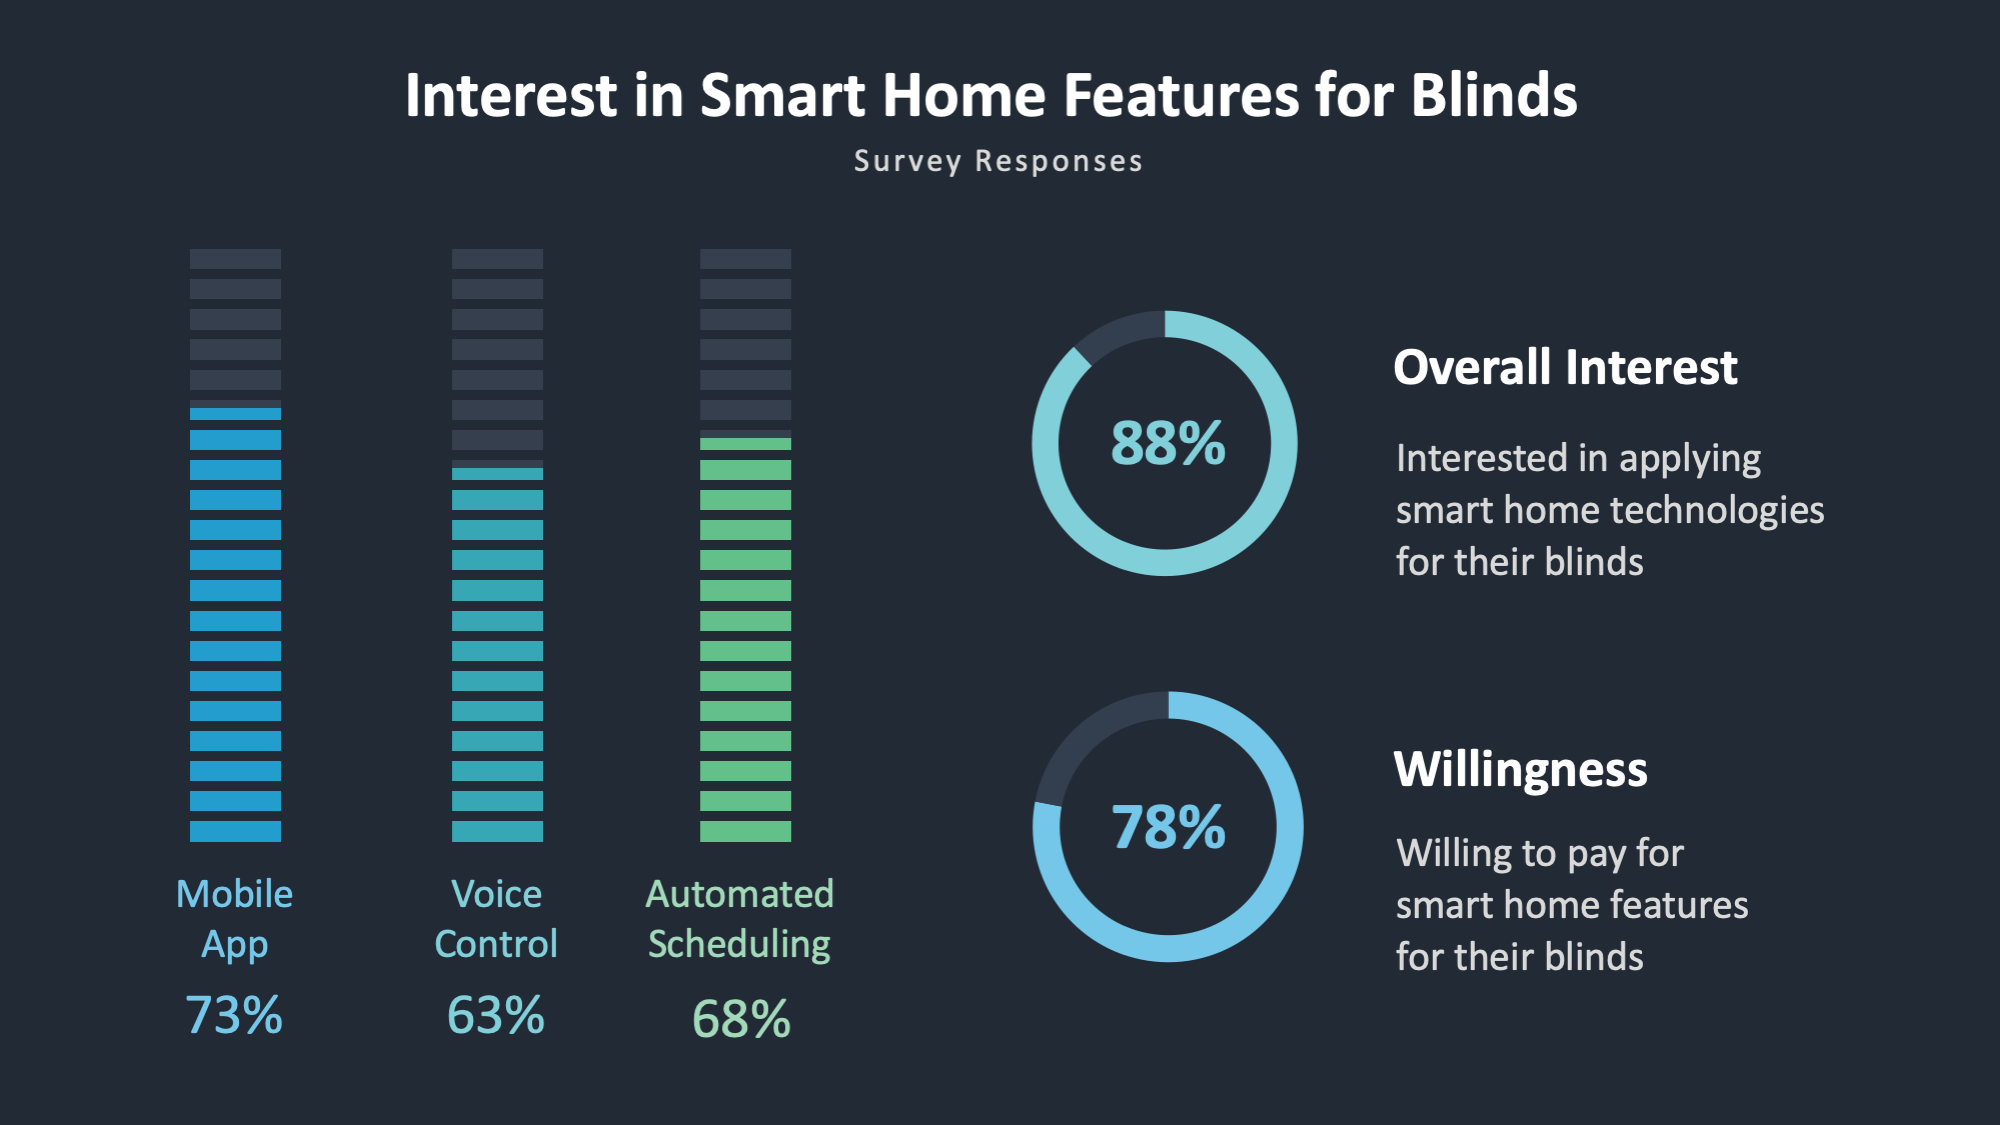 Interest in Smart Home Features for Blinds
Survey Responses
Mobile
App
73%
Voice
Control
63%
Automated
Scheduling
68%
88%
Overall Interest
Interested in applying
smart home technologies
for their blinds
78%
Willingness
Willing to pay for
smart home features
for their blinds